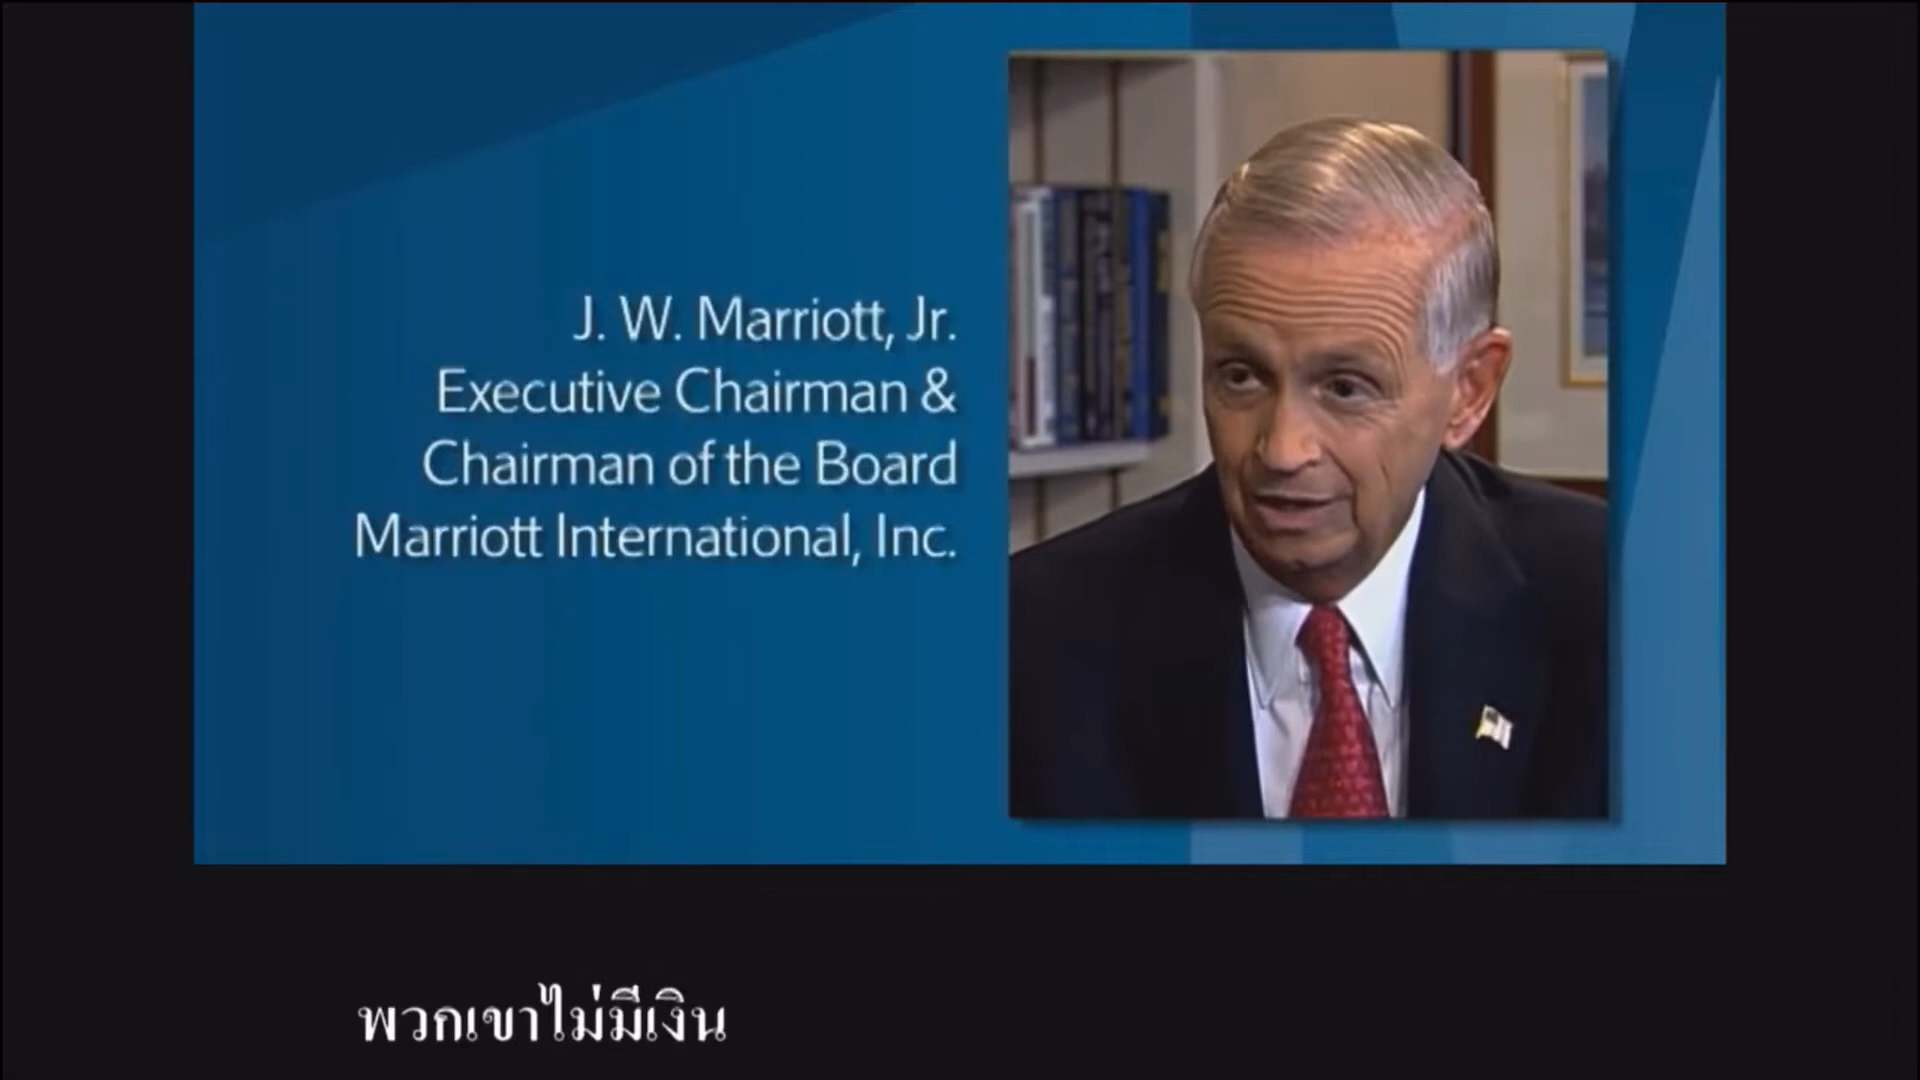 J. W. Marriott, Jr.
Executive Chairman &
Chairman of the Board
Marriott International, Inc.
พวกเขาไม่มีเงิน